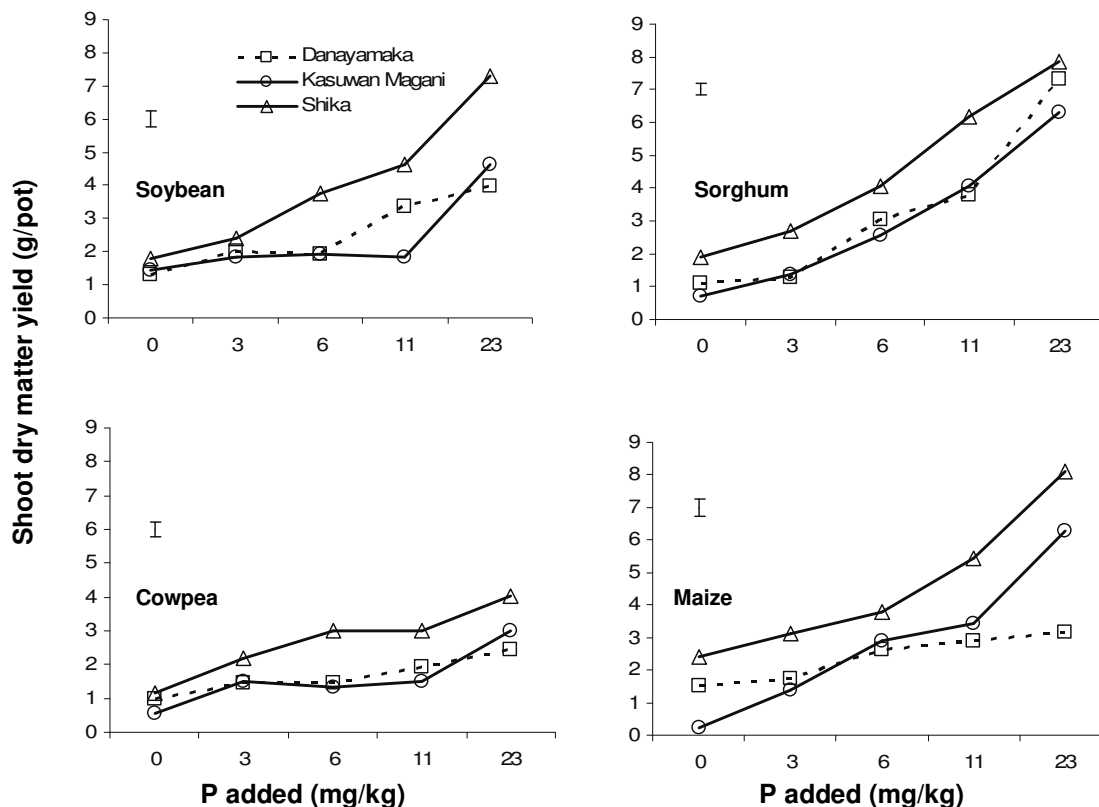 Shoot dry matter yield (g/pot)
9
8
7
6
5
4
3
2
1
0
Danayamaka
Kasuwan Magani
Shika
Soybean
0 3 6 11 23
9
8
7
6
5
4
3
2
1
0
Sorghum
0 3 6 11 23
9
8
7
6
5
4
3
2
1
0
Cowpea
0 3 6 11 23
P added (mg/kg)
9
8
7
6
5
4
3
2
1
0
Maize
0 3 6 11 23
P added (mg/kg)